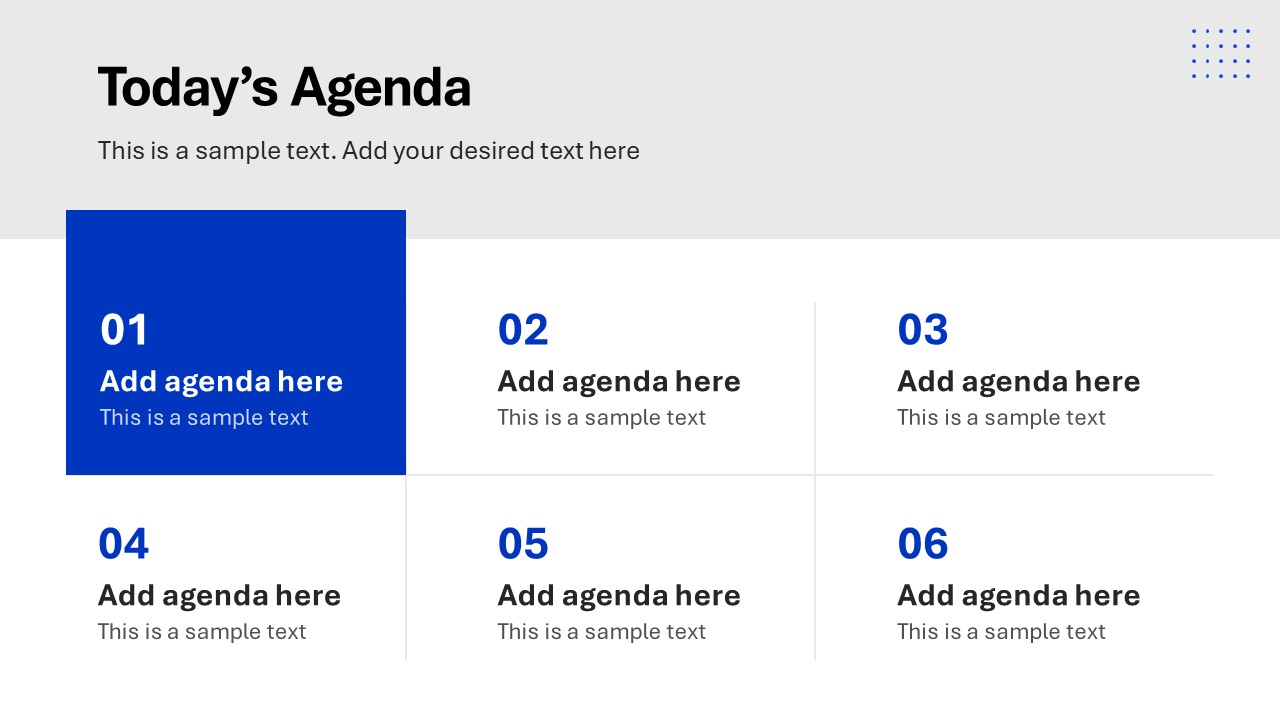 Today’s Agenda
This is a sample text. Add your desired text here
01
Add agenda here
This is a sample text
02
Add agenda here
This is a sample text
03
Add agenda here
This is a sample text
04
Add agenda here
This is a sample text
05
Add agenda here
This is a sample text
06
Add agenda here
This is a sample text